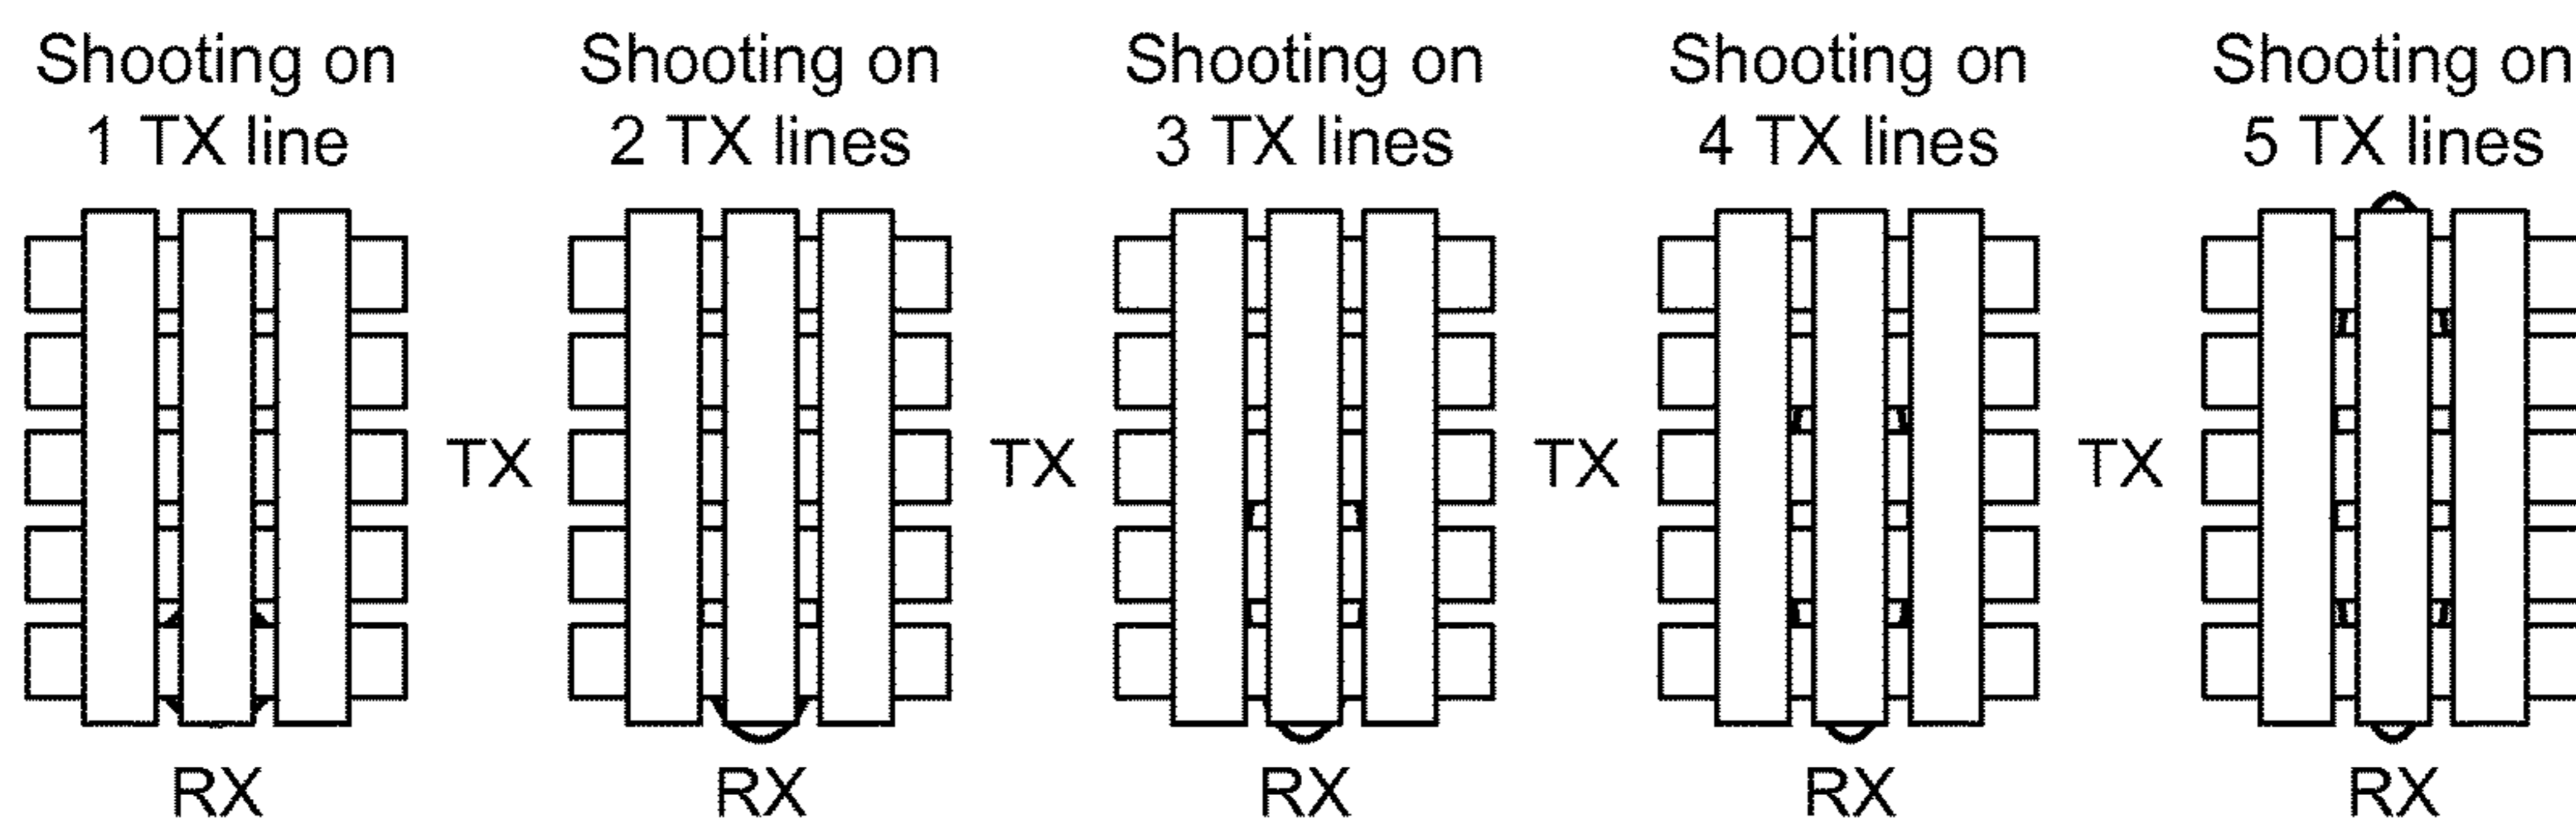 Shooting on
1 TX line
Shooting on
2 TX lines
Shooting on
3 TX lines
Shooting on
4 TX lines
Shooting on
5 TX lines
TX
TX
TX
TX
RX
RX
RX
RX
RX